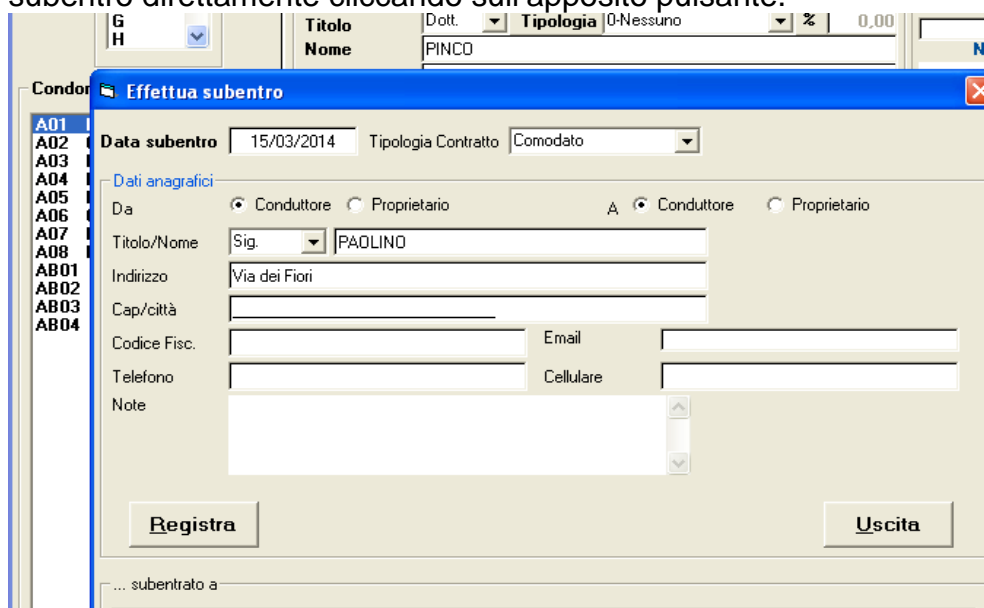 subentro direttamente cliccando sull'apposito pulsante.
G
H
Titolo Dott. Tipologia 0-Nessuno % 0,00
Nome PINCO
N
Condor
Effettua subentro
A01
A02
A03
A04
A05
A06
A07
A08
AB01
AB02
AB03
AB04
Data subentro 15/03/2014 Tipologia Contratto Comodato
Dati anagrafici
Da Conduttore Proprietario A Conduttore Proprietario
Titolo/Nome Sig. PAOLINO
Indirizzo Via dei Fiori
Cap/città
Codice Fisc. Email
Telefono Cellulare
Note
Registra Uscita
... subentrato a